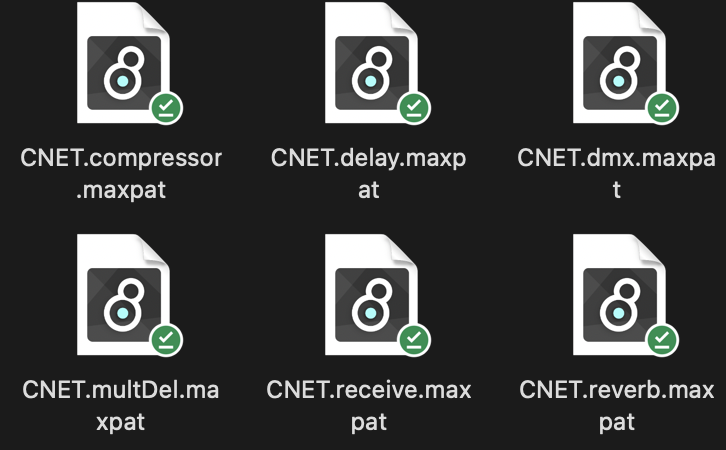 CNET.compressor
.maxpat
CNET.delay.maxp
at
CNET.dmx.maxpa
t
CNET.multDel.ma
xpat
CNET.receive.max
pat
CNET.reverb.max
pat